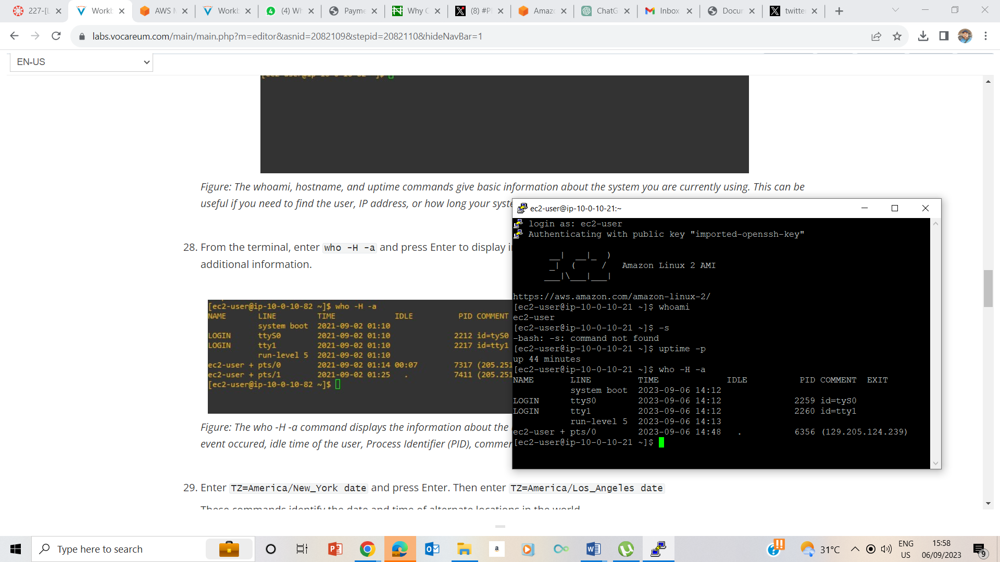 227-[L
Workb
AWS M
Workb
(4) Wh
Payme
Why C
(8) #Pl
Amazo
ChatG
Inbox
Docur
twitte
labs.vocareum.com/main/main.php?m=editor&asnid=2082109&stepid=2082110&hideNavBar=1
EN-US
Figure: The whoami, hostname, and uptime commands give basic information about the system you are currently using. This can be
useful if you need to find the user, IP address, or how long your syste
28. From the terminal, enter who -H -a and press Enter to display i
additional information.
[ec2-user@ip-10-0-10-82 ~]$ who -H -a
NAME LINE TIME IDLE PID COMMENT
system boot 2021-09-02 01:10
LOGIN ttyS0 2021-09-02 01:10 2212 id=tyS0
LOGIN tty1 2021-09-02 01:10 2217 id=tty1
run-level 5 2021-09-02 01:10
ec2-user + pts/0 2021-09-02 01:14 00:07 7317 (205.251
ec2-user + pts/1 2021-09-02 01:25 . 7411 (205.251
[ec2-user@ip-10-0-10-82 ~]$
Figure: The who -H -a command displays the information about the
event occured, idle time of the user, Process Identifier (PID), commen
29. Enter TZ=America/New_York date and press Enter. Then enter TZ=America/Los_Angeles date
These commands identify the date and time of alternate locations in the world.
ec2-user@ip-10-0-10-21:~
login as: ec2-user
Authenticating with public key "imported-openssh-key"
__| __|_ )
_| ( / Amazon Linux 2 AMI
___|\___|___|
https://aws.amazon.com/amazon-linux-2/
[ec2-user@ip-10-0-10-21 ~]$ whoami
ec2-user
[ec2-user@ip-10-0-10-21 ~]$ -s
-bash: -s: command not found
[ec2-user@ip-10-0-10-21 ~]$ uptime -p
up 44 minutes
[ec2-user@ip-10-0-10-21 ~]$ who -H -a
NAME LINE TIME IDLE PID COMMENT EXIT
system boot 2023-09-06 14:12
LOGIN ttyS0 2023-09-06 14:12 2259 id=tyS0
LOGIN tty1 2023-09-06 14:12 2260 id=tty1
run-level 5 2023-09-06 14:13
ec2-user + pts/0 2023-09-06 14:48 . 6356 (129.205.124.239)
[ec2-user@ip-10-0-10-21 ~]$
Type here to search
31°C
ENG
US
15:58
06/09/2023
9